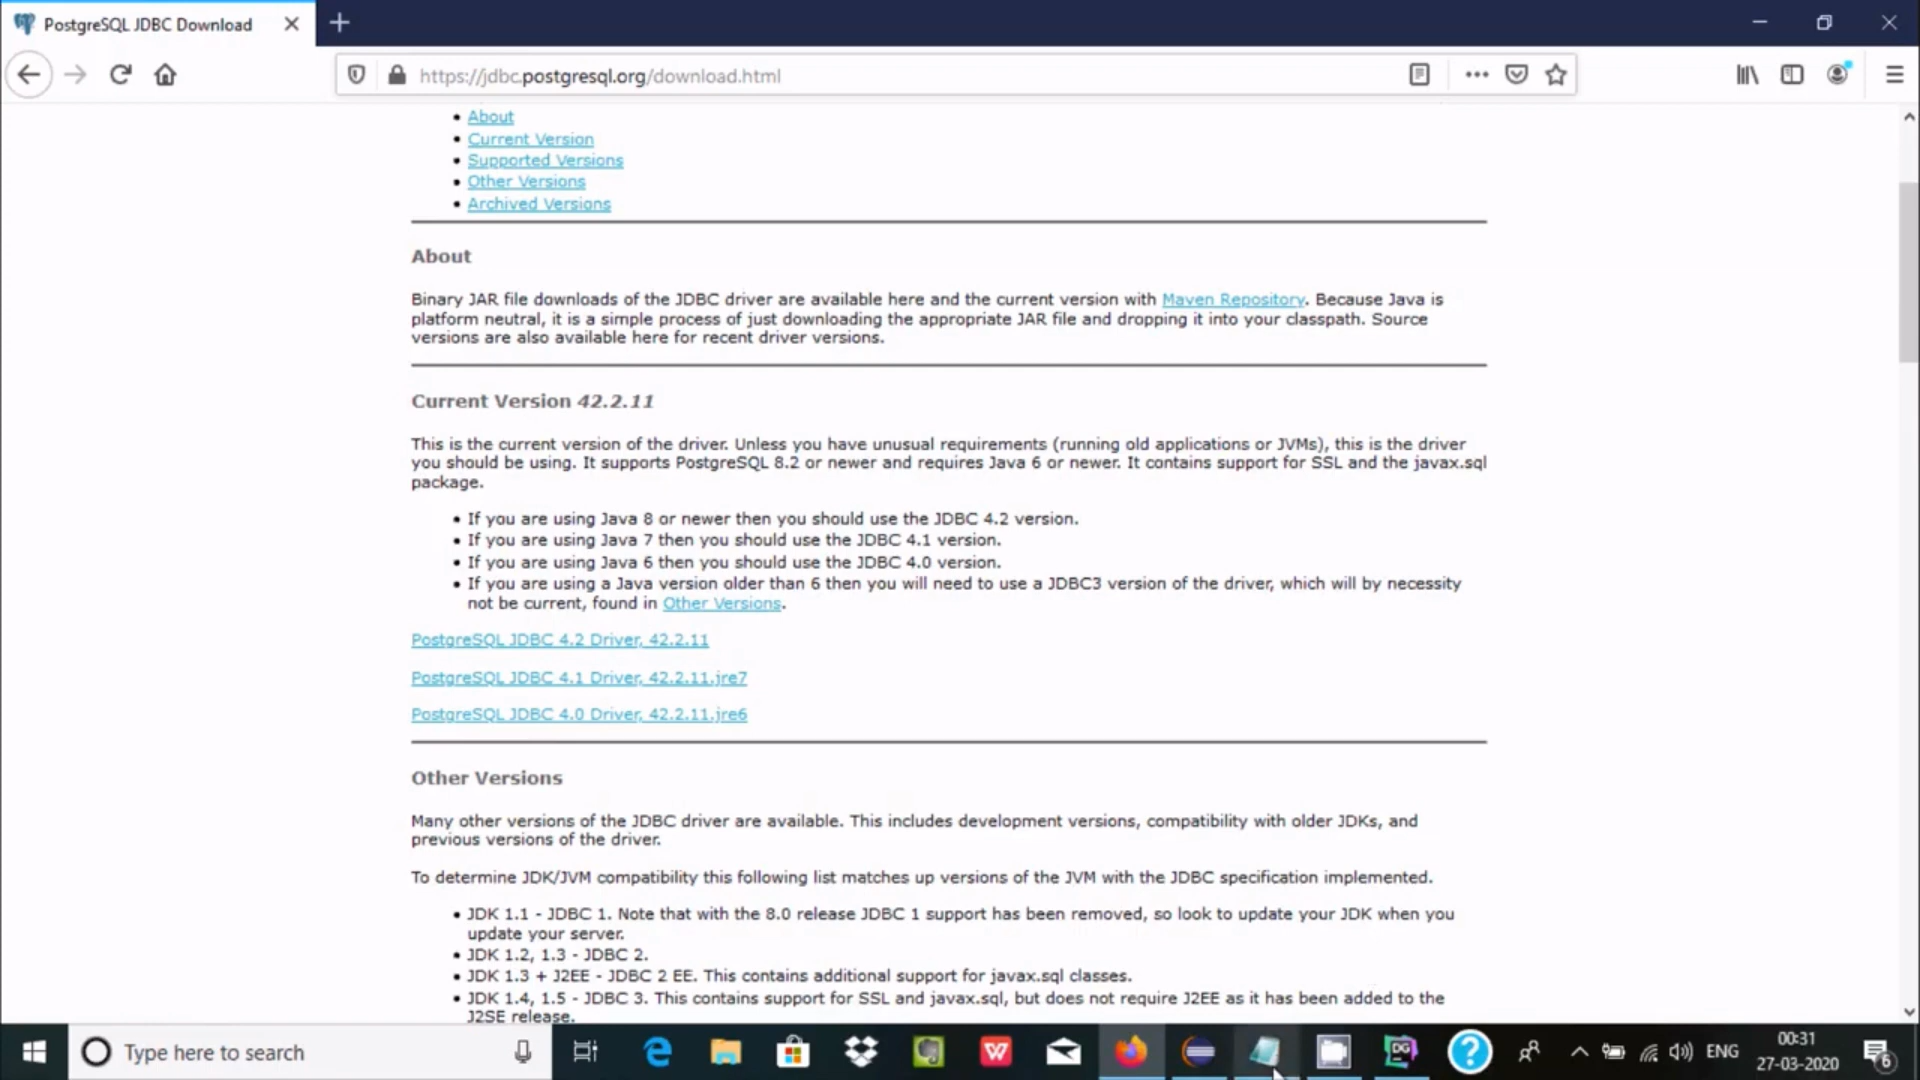 PostgreSQL JDBC Download
https://jdbc.postgresql.org/download.html
About
Current Version
Supported Versions
Other Versions
Archived Versions
About
Binary JAR file downloads of the JDBC driver are available here and the current version with Maven Repository. Because Java is
platform neutral, it is a simple process of just downloading the appropriate JAR file and dropping it into your classpath. Source
versions are also available here for recent driver versions.
Current Version 42.2.11
This is the current version of the driver. Unless you have unusual requirements (running old applications or JVMs), this is the driver
you should be using. It supports PostgreSQL 8.2 or newer and requires Java 6 or newer. It contains support for SSL and the javax.sql
package.
If you are using Java 8 or newer then you should use the JDBC 4.2 version.
If you are using Java 7 then you should use the JDBC 4.1 version.
If you are using Java 6 then you should use the JDBC 4.0 version.
If you are using a Java version older than 6 then you will need to use a JDBC3 version of the driver, which will by necessity
not be current, found in Other Versions.
PostgreSQL JDBC 4.2 Driver, 42.2.11
PostgreSQL JDBC 4.1 Driver, 42.2.11.jre7
PostgreSQL JDBC 4.0 Driver, 42.2.11.jre6
Other Versions
Many other versions of the JDBC driver are available. This includes development versions, compatibility with older JDKs, and
previous versions of the driver.
To determine JDK/JVM compatibility this following list matches up versions of the JVM with the JDBC specification implemented.
JDK 1.1 - JDBC 1. Note that with the 8.0 release JDBC 1 support has been removed, so look to update your JDK when you
update your server.
JDK 1.2, 1.3 - JDBC 2.
JDK 1.3 + J2EE - JDBC 2 EE. This contains additional support for javax.sql classes.
JDK 1.4, 1.5 - JDBC 3. This contains support for SSL and javax.sql, but does not require J2EE as it has been added to the
J2SE release.
Type here to search
W
DG
?
ENG
00:31
27-03-2020
6